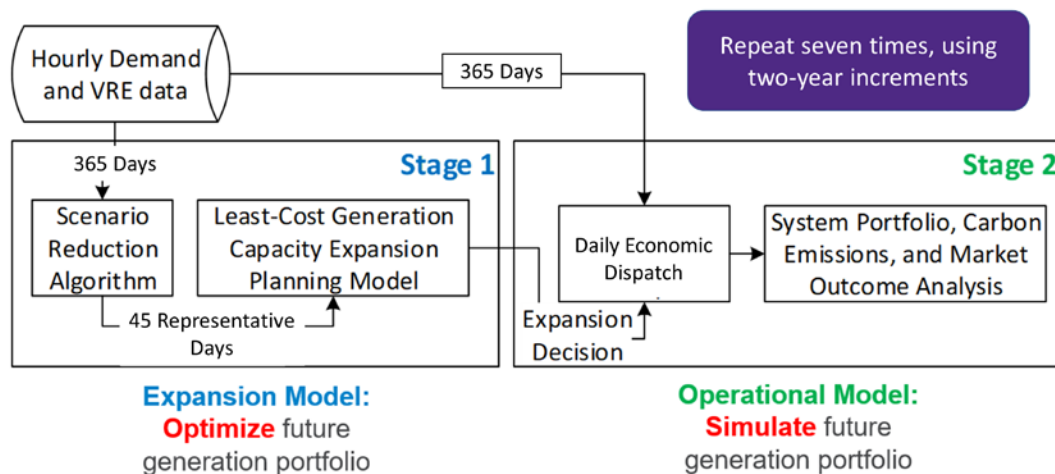 Hourly Demand
and VRE data
365 Days
Repeat seven times, using
two-year increments
Stage 1
365 Days
Scenario
Reduction
Algorithm
Least-Cost Generation
Capacity Expansion
Planning Model
45 Representative
Days
Stage 2
Daily Economic
Dispatch
System Portfolio, Carbon
Emissions, and Market
Outcome Analysis
Expansion
Decision
Expansion Model:
Optimize future
generation portfolio
Operational Model:
Simulate future
generation portfolio